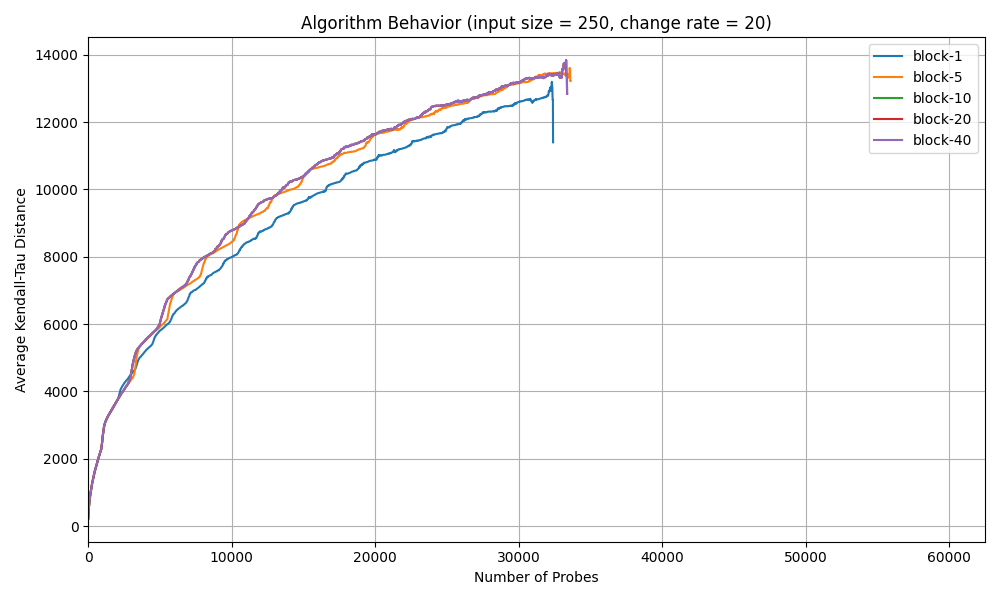 Algorithm Behavior (input size = 250, change rate = 20)
14000
12000
10000
8000
6000
4000
2000
0
Average Kendall-Tau Distance
block-1
block-5
block-10
block-20
block-40
0 10000 20000 30000 40000 50000 60000
Number of Probes